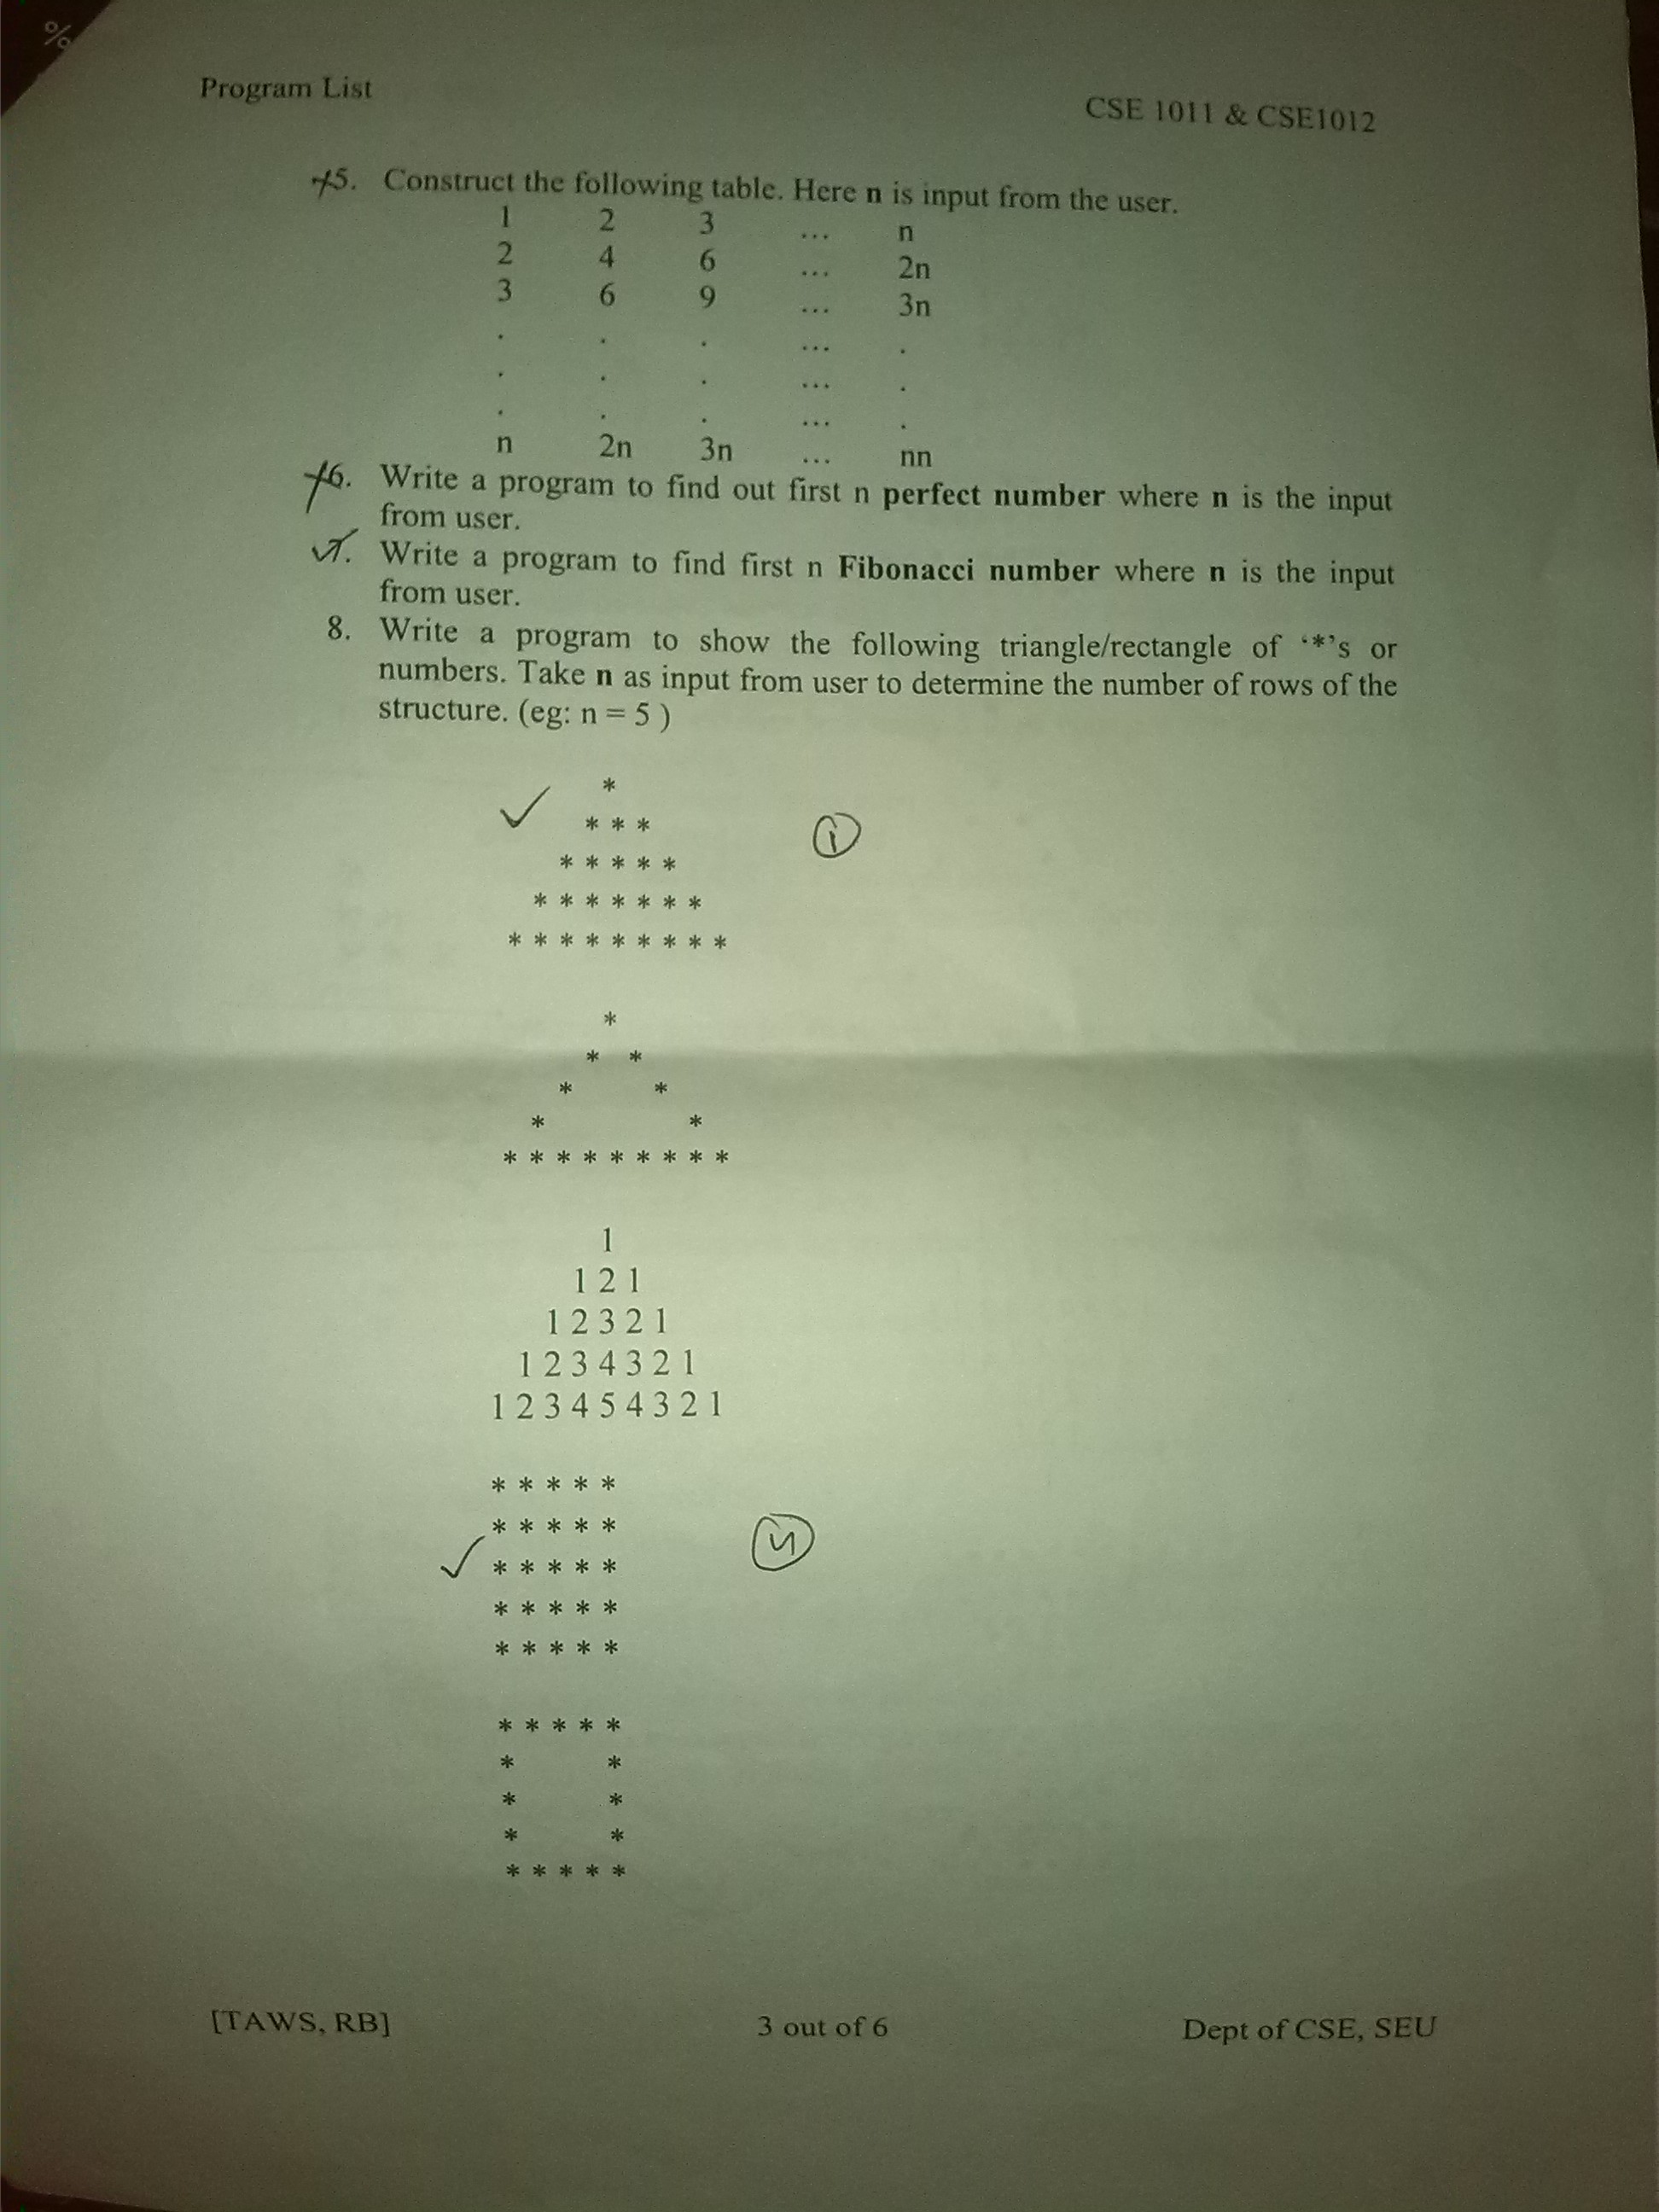 %
Program List
CSE 1011 & CSE1012
5. Construct the following table. Here n is input from the user.
1 2 3 ... n
2 4 6 ... 2n
3 6 9 ... 3n
. . . ... .
. . . ... .
. . . ... .
n 2n 3n ... nn
6. Write a program to find out first n perfect number where n is the input
from user.
7. Write a program to find first n Fibonacci number where n is the input
from user.
8. Write a program to show the following triangle/rectangle of ‘*’s or
numbers. Take n as input from user to determine the number of rows of the
structure. (eg: n = 5 )
*
✓ * * * 1
* * * * *
* * * * * * *
* * * * * * * * *
*
* *
* *
* *
* * * * * * * * *
1
1 2 1
1 2 3 2 1
1 2 3 4 3 2 1
1 2 3 4 5 4 3 2 1
* * * * *
* * * * *
✓ * * * * *
* * * * *
* * * * *
* * * * *
* *
* *
* *
* * * * *
[TAWS, RB] 3 out of 6 Dept of CSE, SEU